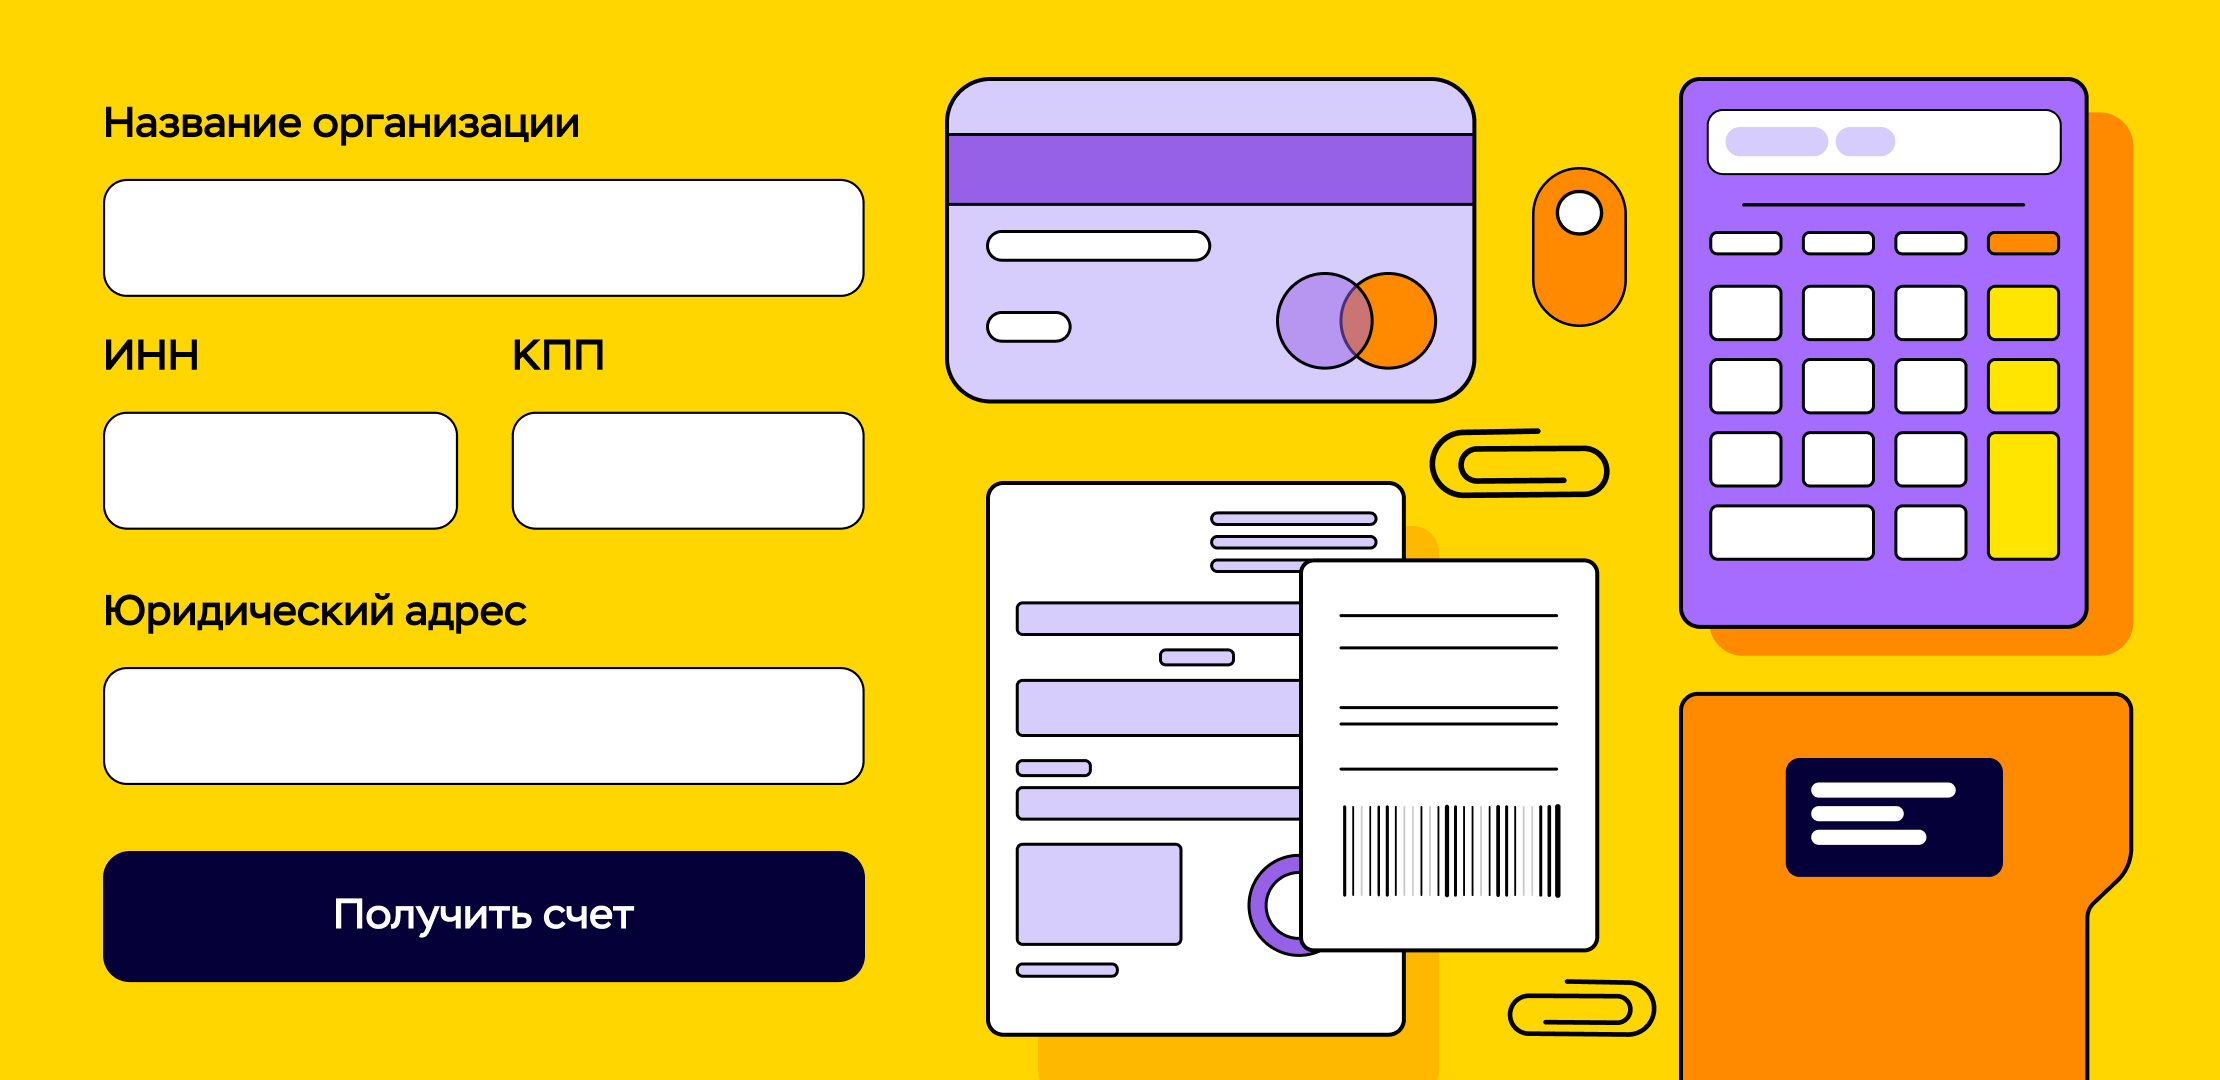 Название организации
ИНН КПП
Юридический адрес
Получить счет